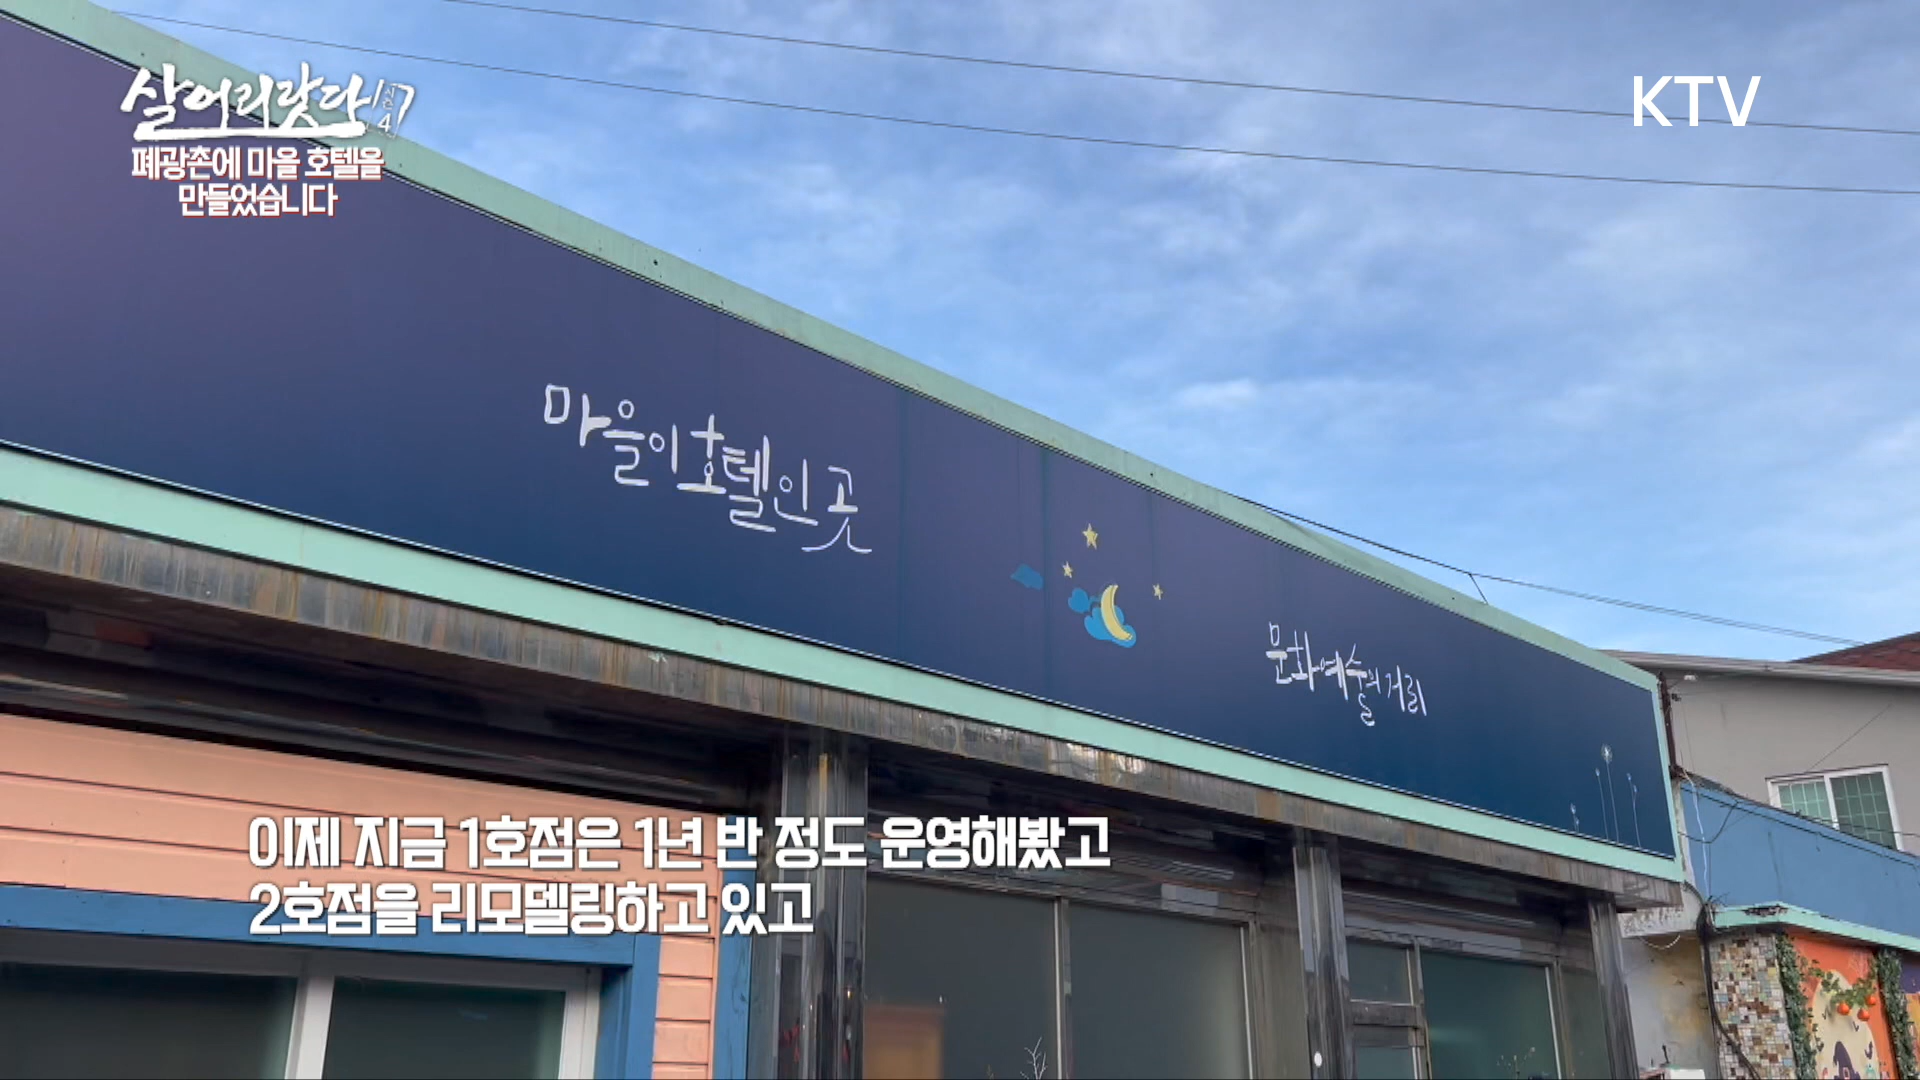 살어리랏다 시즌4
KTV
폐광촌에 마을 호텔을
만들었습니다
마을이 호텔인 곳
문화예술의 거리
이제 지금 1호점은 1년 반 정도 운영해봤고
2호점을 리모델링하고 있고